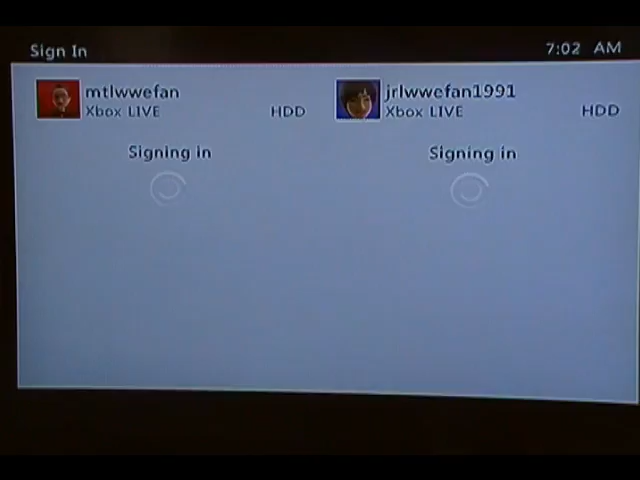 Sign In
7:02 AM
mtlwwefan
Xbox LIVE
HDD
Signing in
jrlwwefan1991
Xbox LIVE
HDD
Signing in